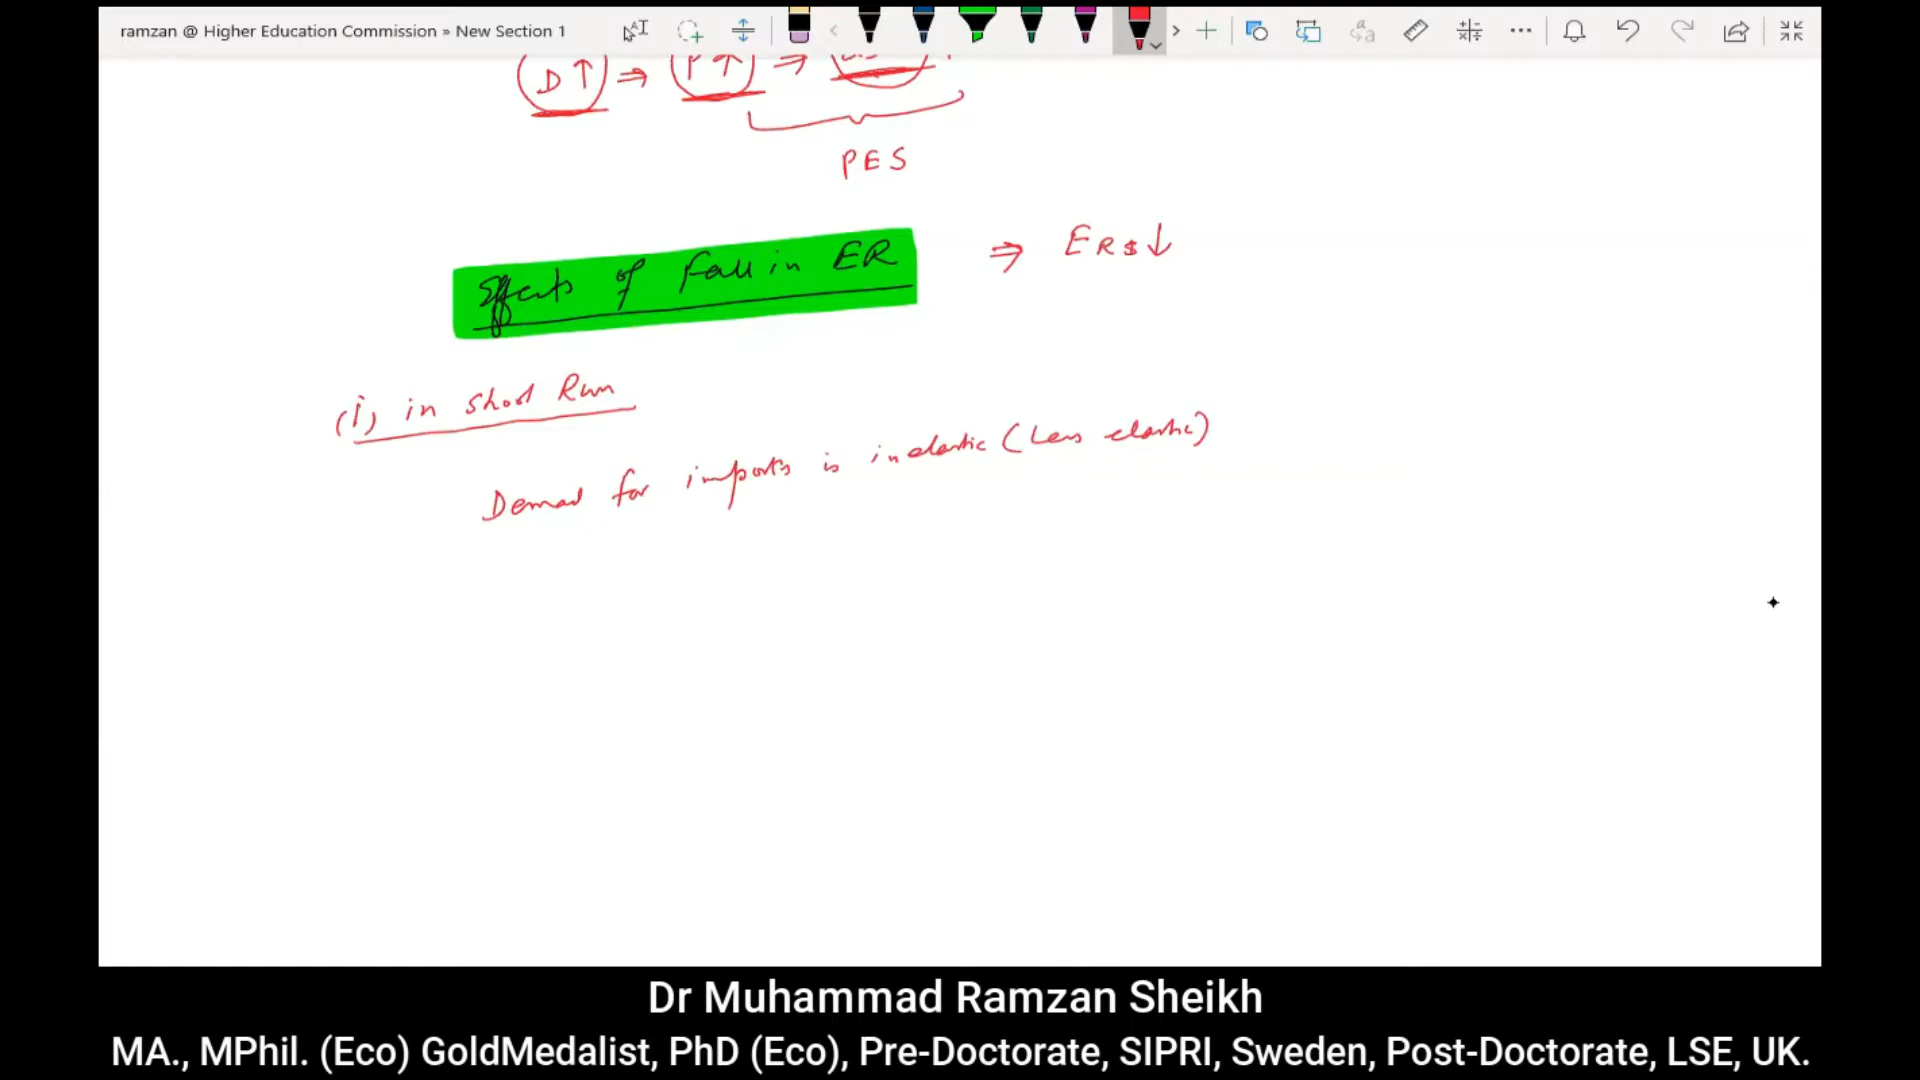 ramzan @ Higher Education Commission » New Section 1
D↑ ⇒ P↑ ⇒
PES
Effects of Fall in ER ⇒ ER$↓
(i) in Short Run
Demand for imports is inelastic (Less elastic)
Dr Muhammad Ramzan Sheikh
MA., MPhil. (Eco) GoldMedalist, PhD (Eco), Pre-Doctorate, SIPRI, Sweden, Post-Doctorate, LSE, UK.